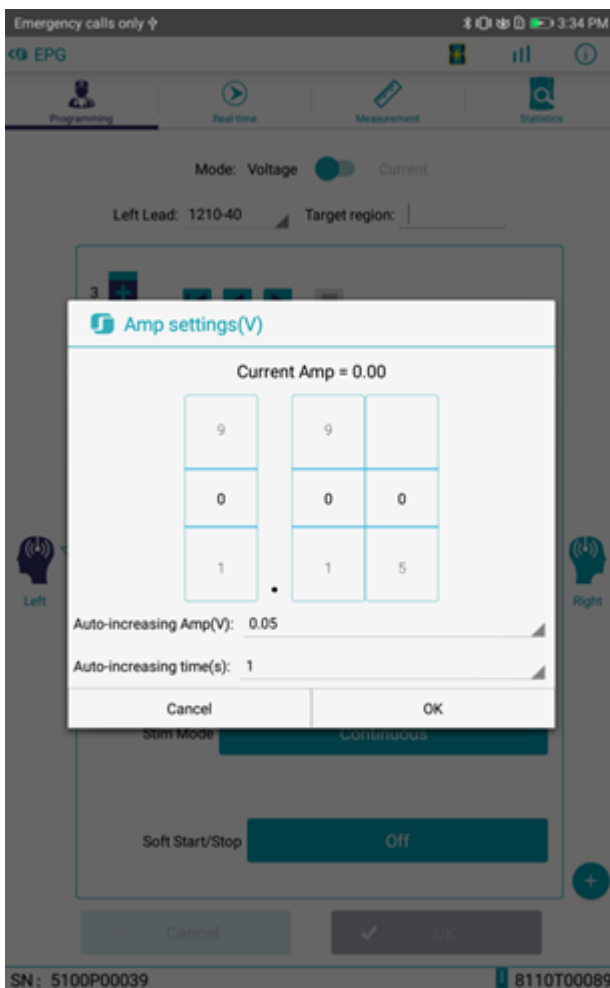 Emergency calls only 3:34 PM
EPG
Programming Real-time Measurement Statistics
Mode: Voltage Current
Left Lead: 1210-40 Target region:
3
Amp settings(V)
Current Amp = 0.00
9 9
0 0 0
1 . 1 5
Auto-increasing Amp(V): 0.05
Auto-increasing time(s): 1
Cancel OK
Left Right
Stim Mode Continuous
Soft Start/Stop Off
Cancel OK
SN: 5100P00039 8110T00089